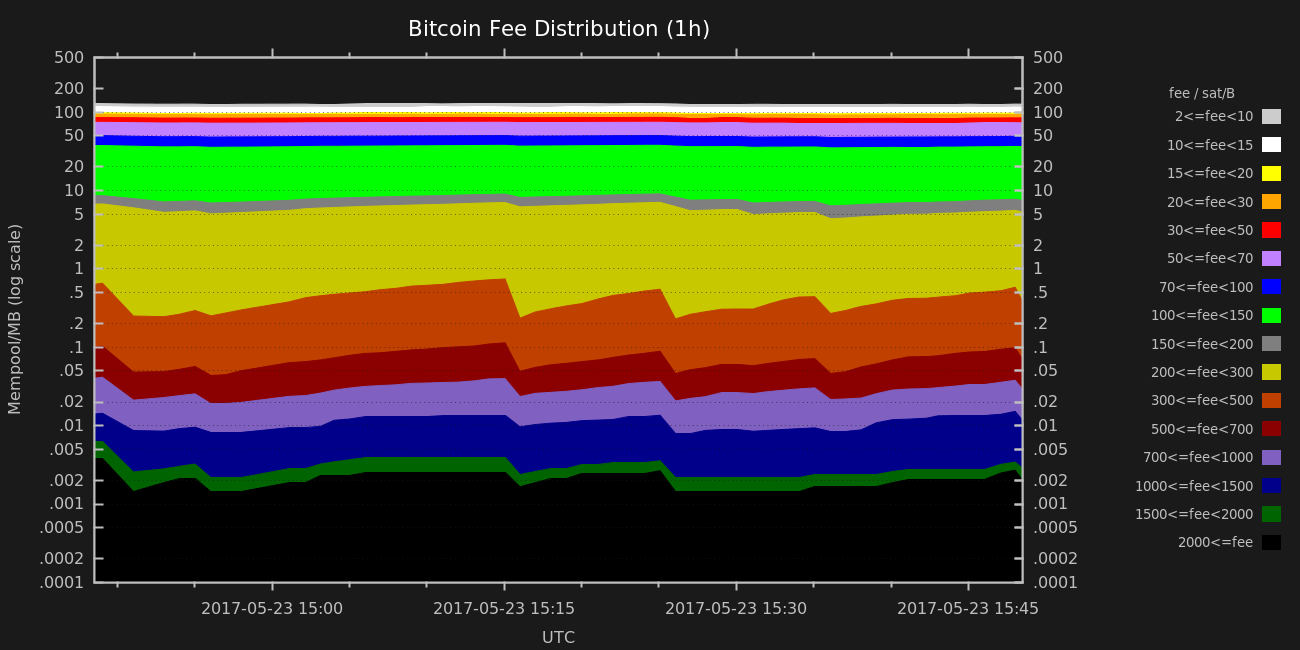 Bitcoin Fee Distribution (1h)
500
200
100
50
20
10
5
2
1
.5
.2
.1
.05
.02
.01
.005
.002
.001
.0005
.0002
.0001
Mempool/MB (log scale)
500
200
100
50
20
10
5
2
1
.5
.2
.1
.05
.02
.01
.005
.002
.001
.0005
.0002
.0001
2017-05-23 15:00
2017-05-23 15:15
2017-05-23 15:30
2017-05-23 15:45
UTC
fee / sat/B
2<=fee<10
10<=fee<15
15<=fee<20
20<=fee<30
30<=fee<50
50<=fee<70
70<=fee<100
100<=fee<150
150<=fee<200
200<=fee<300
300<=fee<500
500<=fee<700
700<=fee<1000
1000<=fee<1500
1500<=fee<2000
2000<=fee